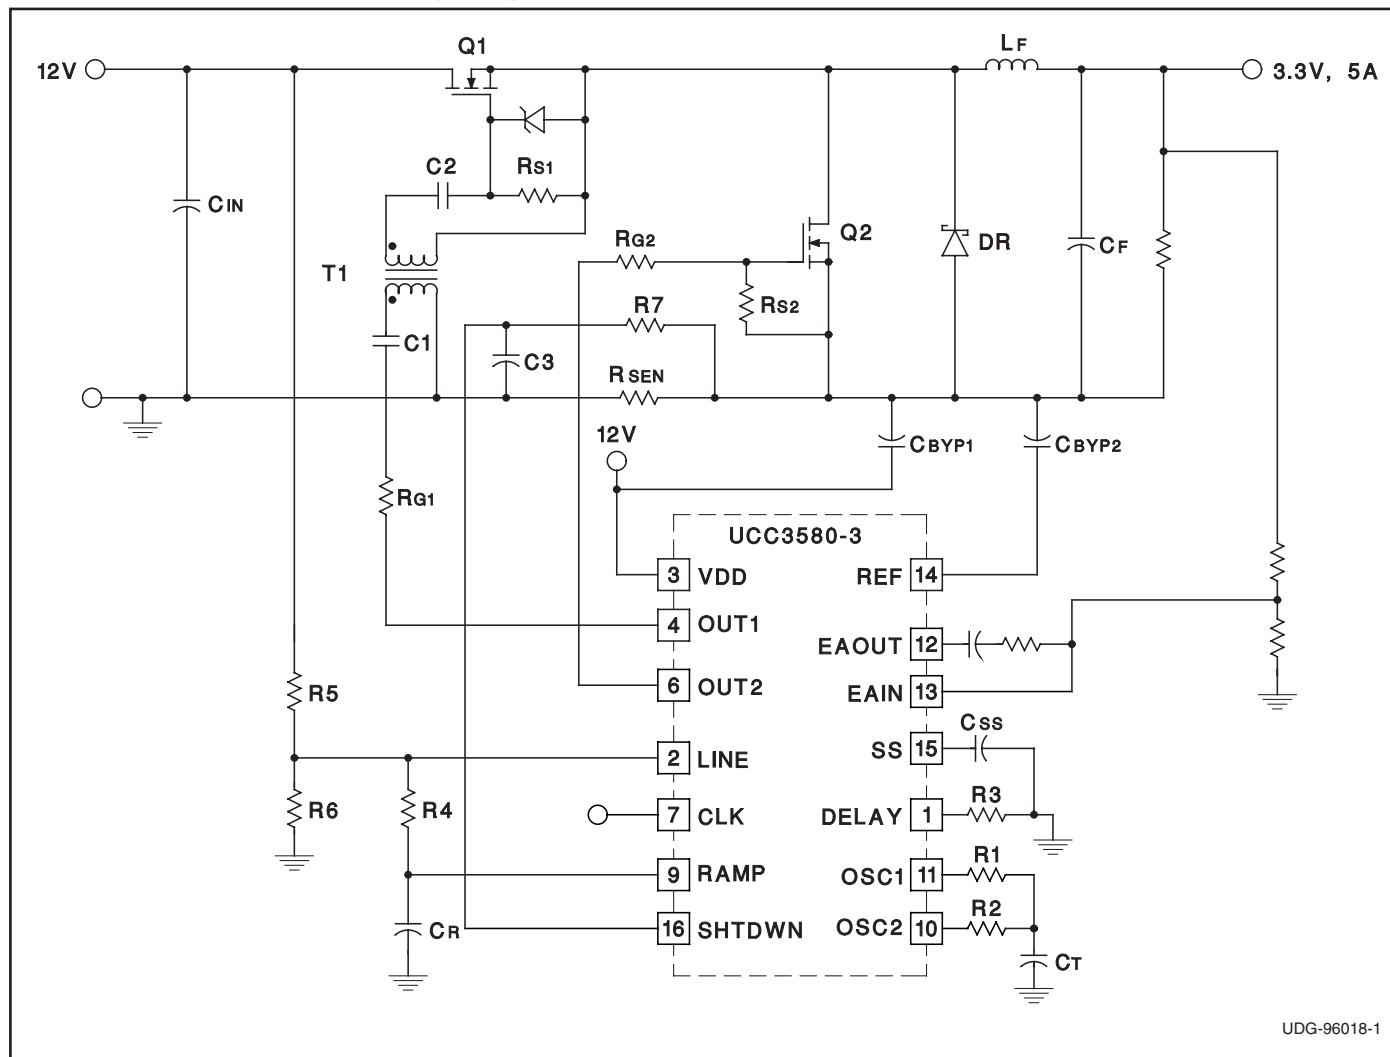 Q1
LF
12V
3.3V, 5A
C2
RS1
CIN
Q2
RG2
DR
CF
T1
RS2
R7
C1
C3
RSEN
12V
CBYP1
CBYP2
RG1
UCC3580-3
3 VDD
REF 14
4 OUT1
EAOUT 12
6 OUT2
EAIN 13
R5
CSS
2 LINE
SS 15
R6
R4
R3
7 CLK
DELAY 1
R1
9 RAMP
OSC1 11
R2
CR
16 SHTDWN
OSC2 10
CT
UDG-96018-1